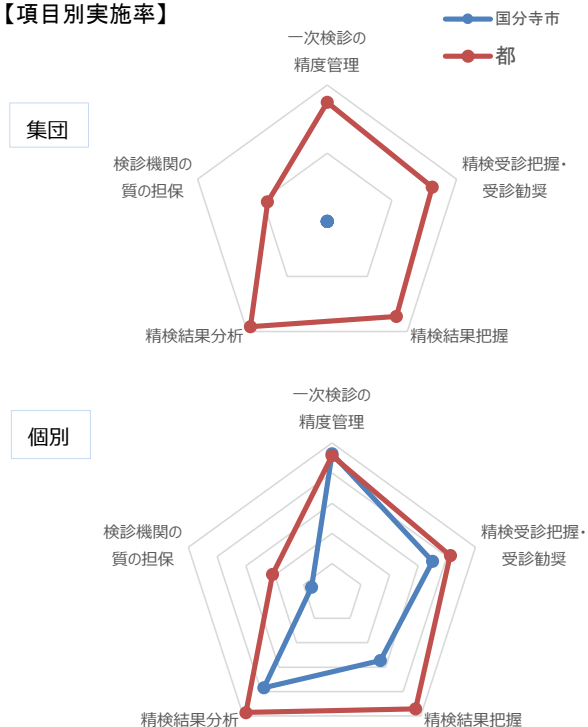 【項目別実施率】
国分寺市
都
集団
一次検診の
精度管理
精検受診把握・
受診勧奨
精検結果把握
精検結果分析
検診機関の
質の担保
個別
一次検診の
精度管理
精検受診把握・
受診勧奨
精検結果把握
精検結果分析
検診機関の
質の担保